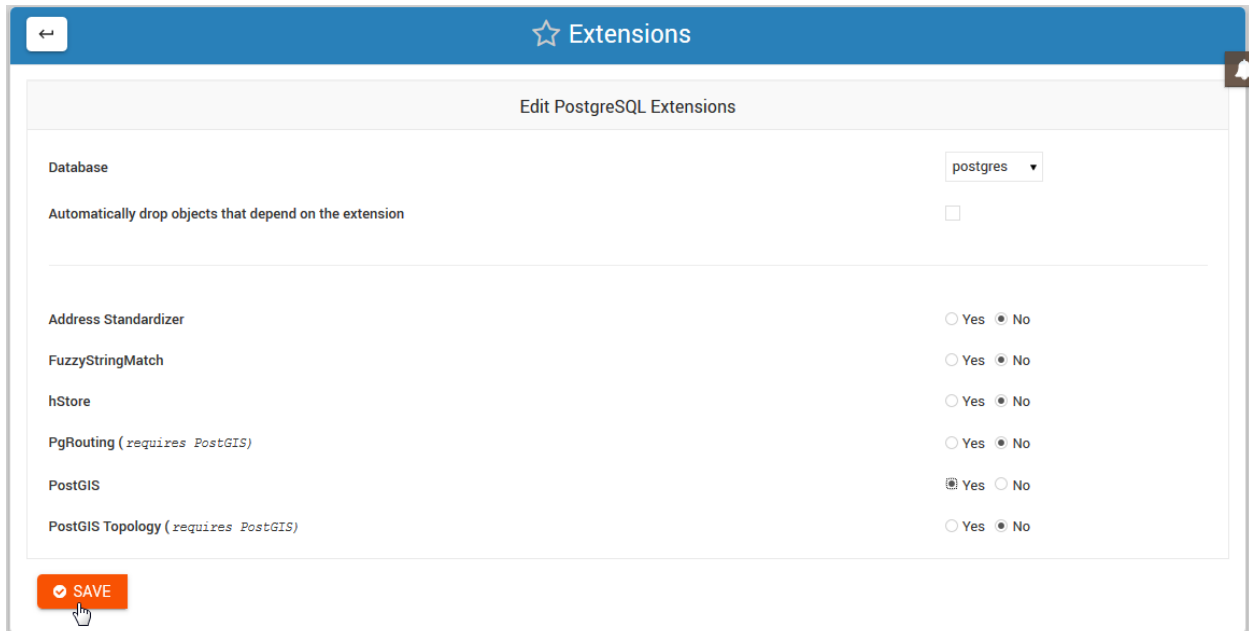 Extensions
Edit PostgreSQL Extensions
Database postgres
Automatically drop objects that depend on the extension
Address Standardizer Yes No
FuzzyStringMatch Yes No
hStore Yes No
PgRouting ( requires PostGIS) Yes No
PostGIS Yes No
PostGIS Topology ( requires PostGIS) Yes No
SAVE